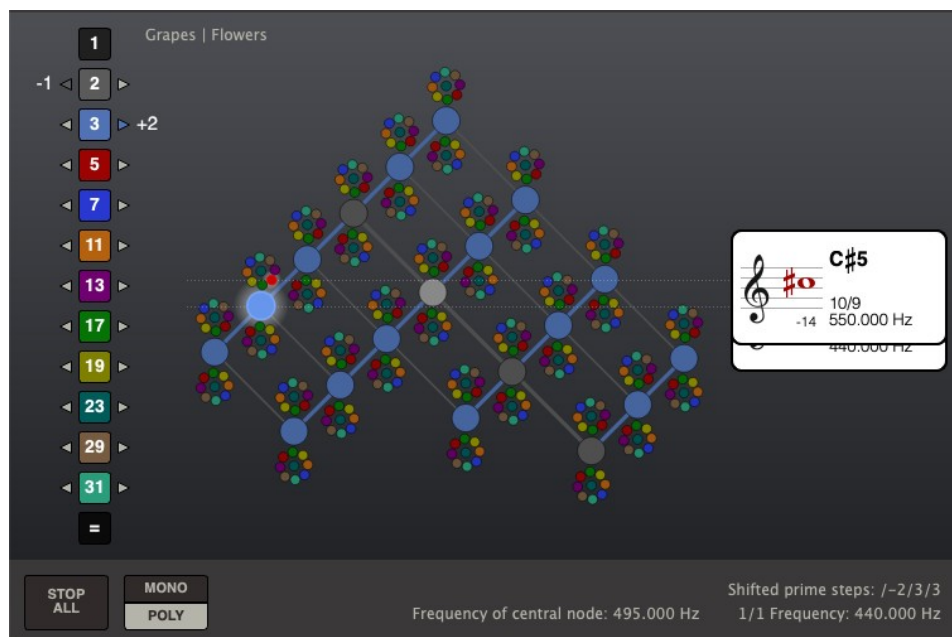 Grapes | Flowers
1
-1 2
3 +2
5
7
11
13
17
19
23
29
31
=
C♯5
10/9
-14 550.000 Hz
440.000 Hz
STOP ALL
MONO
POLY
Shifted prime steps: /-2/3/3
Frequency of central node: 495.000 Hz
1/1 Frequency: 440.000 Hz